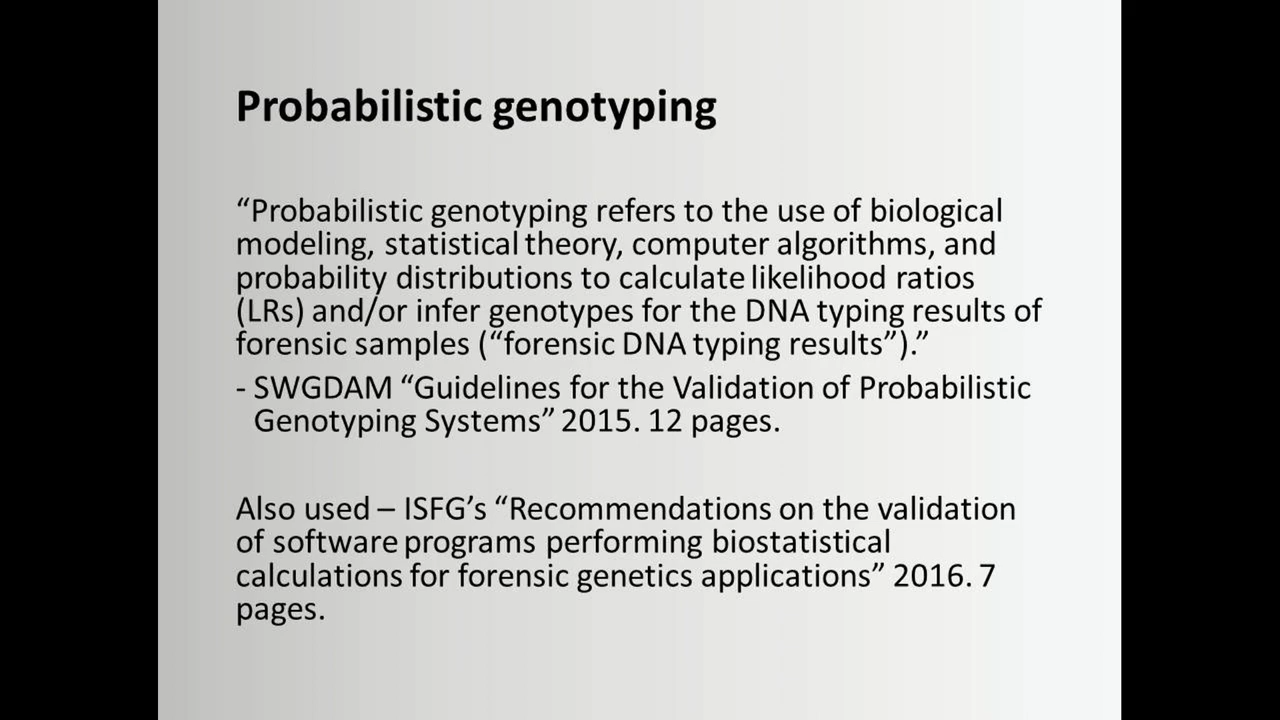 Probabilistic genotyping
“Probabilistic genotyping refers to the use of biological
modeling, statistical theory, computer algorithms, and
probability distributions to calculate likelihood ratios
(LRs) and/or infer genotypes for the DNA typing results of
forensic samples (“forensic DNA typing results”).”
- SWGDAM “Guidelines for the Validation of Probabilistic
Genotyping Systems” 2015. 12 pages.
Also used – ISFG’s “Recommendations on the validation
of software programs performing biostatistical
calculations for forensic genetics applications” 2016. 7
pages.